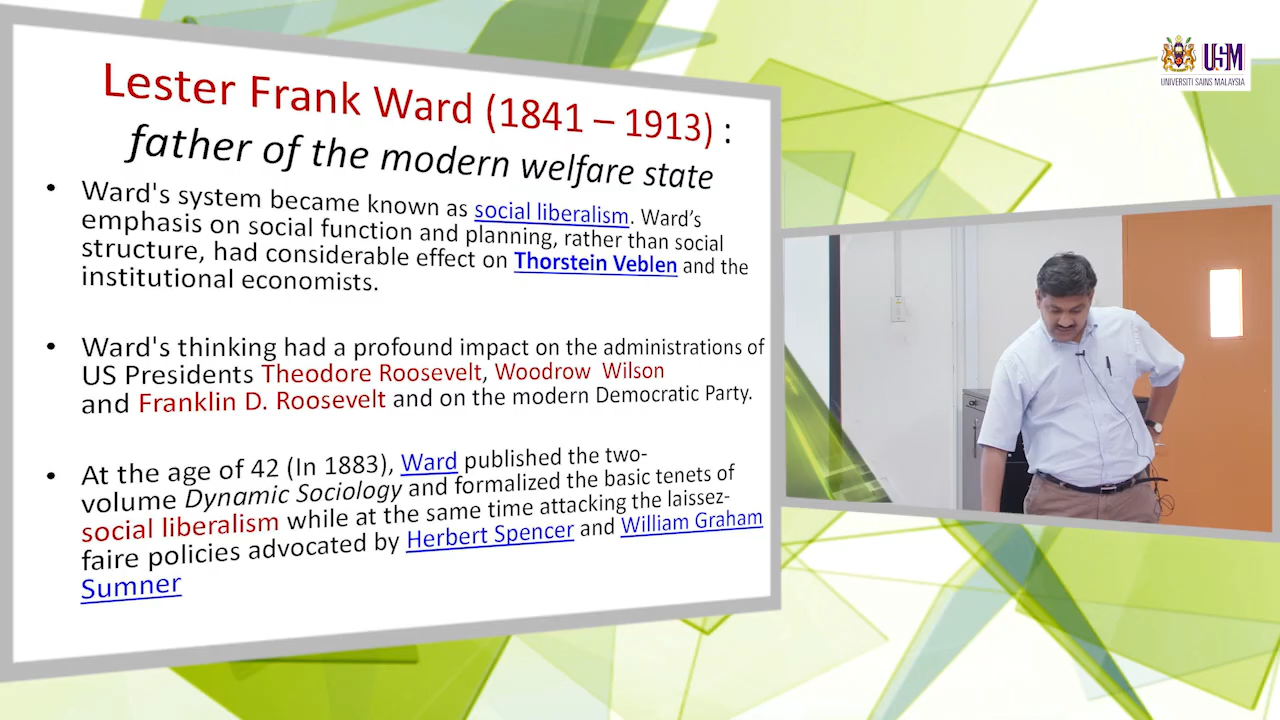 Lester Frank Ward (1841 – 1913) :
father of the modern welfare state
• Ward's system became known as social liberalism. Ward’s
emphasis on social function and planning, rather than social
structure, had considerable effect on Thorstein Veblen and the
institutional economists.
• Ward's thinking had a profound impact on the administrations of
US Presidents Theodore Roosevelt, Woodrow Wilson
and Franklin D. Roosevelt and on the modern Democratic Party.
• At the age of 42 (In 1883), Ward published the two-
volume Dynamic Sociology and formalized the basic tenets of
social liberalism while at the same time attacking the laissez-
faire policies advocated by Herbert Spencer and William Graham
Sumner
USM
UNIVERSITI SAINS MALAYSIA